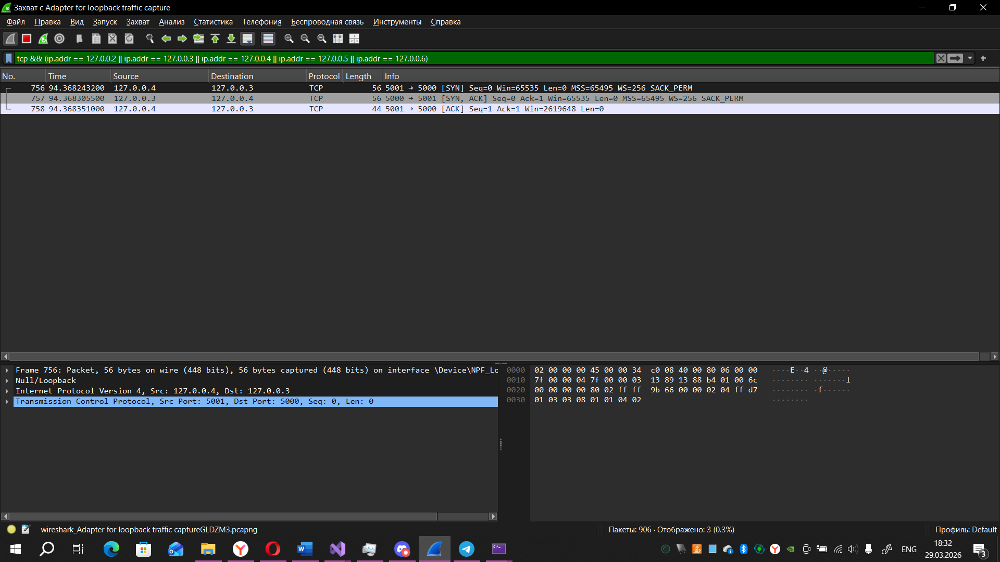 Захват с Adapter for loopback traffic capture
Файл Правка Вид Запуск Захват Анализ Статистика Телефония Беспроводная связь Инструменты Справка
tcp && (ip.addr == 127.0.0.2 || ip.addr == 127.0.0.3 || ip.addr == 127.0.0.4 || ip.addr == 127.0.0.5 || ip.addr == 127.0.0.6)
No. Time Source Destination Protocol Length Info
756 94.368243200 127.0.0.4 127.0.0.3 TCP 56 5001 → 5000 [SYN] Seq=0 Win=65535 Len=0 MSS=65495 WS=256 SACK_PERM
757 94.368305500 127.0.0.3 127.0.0.4 TCP 56 5000 → 5001 [SYN, ACK] Seq=0 Ack=1 Win=65535 Len=0 MSS=65495 WS=256 SACK_PERM
758 94.368351000 127.0.0.4 127.0.0.3 TCP 44 5001 → 5000 [ACK] Seq=1 Ack=1 Win=2619648 Len=0
Frame 756: Packet, 56 bytes on wire (448 bits), 56 bytes captured (448 bits) on interface \Device\NPF_Lo
Null/Loopback
Internet Protocol Version 4, Src: 127.0.0.4, Dst: 127.0.0.3
Transmission Control Protocol, Src Port: 5001, Dst Port: 5000, Seq: 0, Len: 0
0000 02 00 00 00 45 00 00 34 c0 08 40 00 80 06 00 00 ····E··4 ··@·····
0010 7f 00 00 04 7f 00 00 03 13 89 13 88 b4 01 00 6c ········ ·······l
0020 00 00 00 00 80 02 ff ff 9b 66 00 00 02 04 ff d7 ········ ·f······
0030 01 03 03 08 01 01 04 02 ········
wireshark_Adapter for loopback traffic captureGLDZM3.pcapng
Пакеты: 906 · Отображено: 3 (0.3%)
Профиль: Default
ENG
18:32
29.03.2026
3